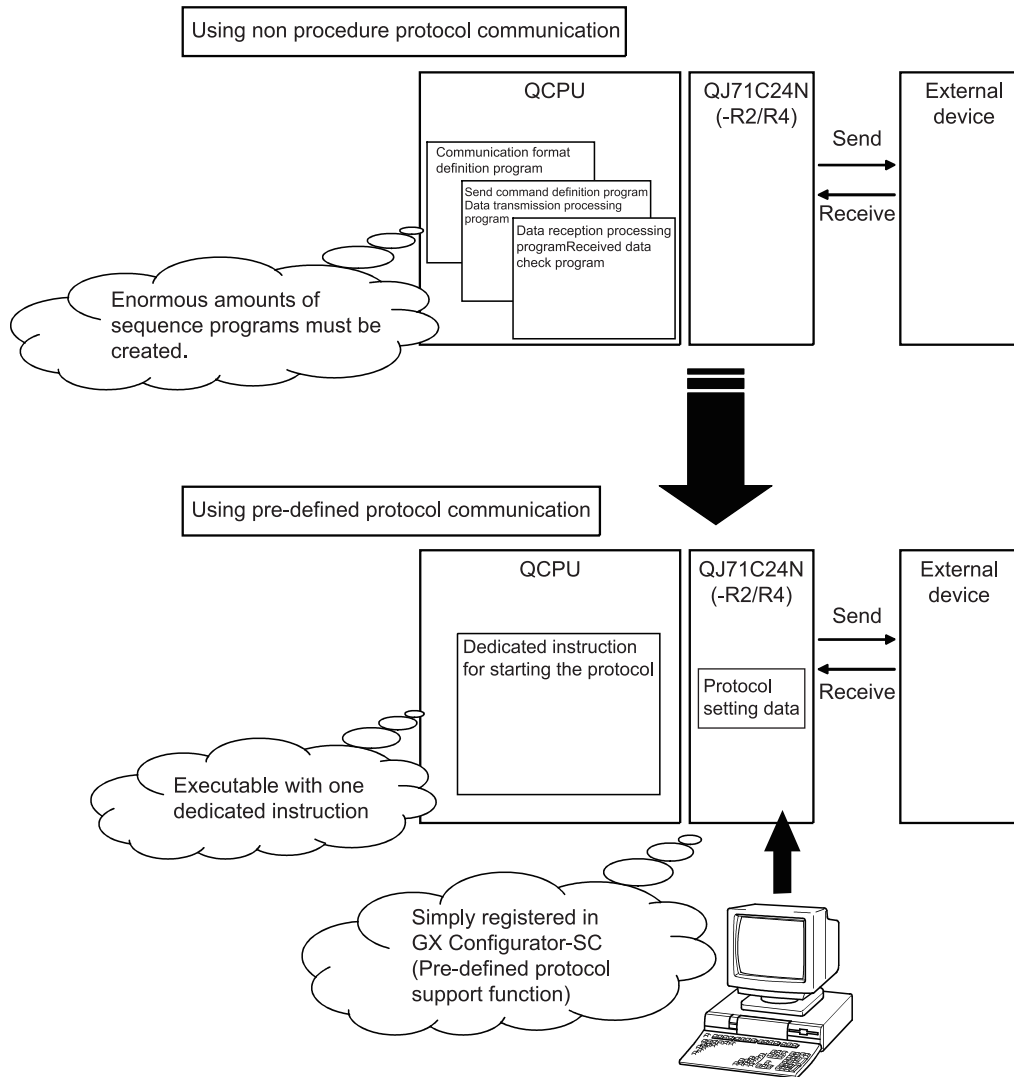 Using non procedure protocol communication
QCPU
QJ71C24N
(-R2/R4)
External
device
Communication format
definition program
Send command definition program
Data transmission processing
program
Data reception processing
programReceived data
check program
Send
Receive
Enormous amounts of
sequence programs must be
created.
Using pre-defined protocol communication
QCPU
QJ71C24N
(-R2/R4)
External
device
Dedicated instruction
for starting the protocol
Protocol
setting data
Send
Receive
Executable with one
dedicated instruction
Simply registered in
GX Configurator-SC
(Pre-defined protocol
support function)